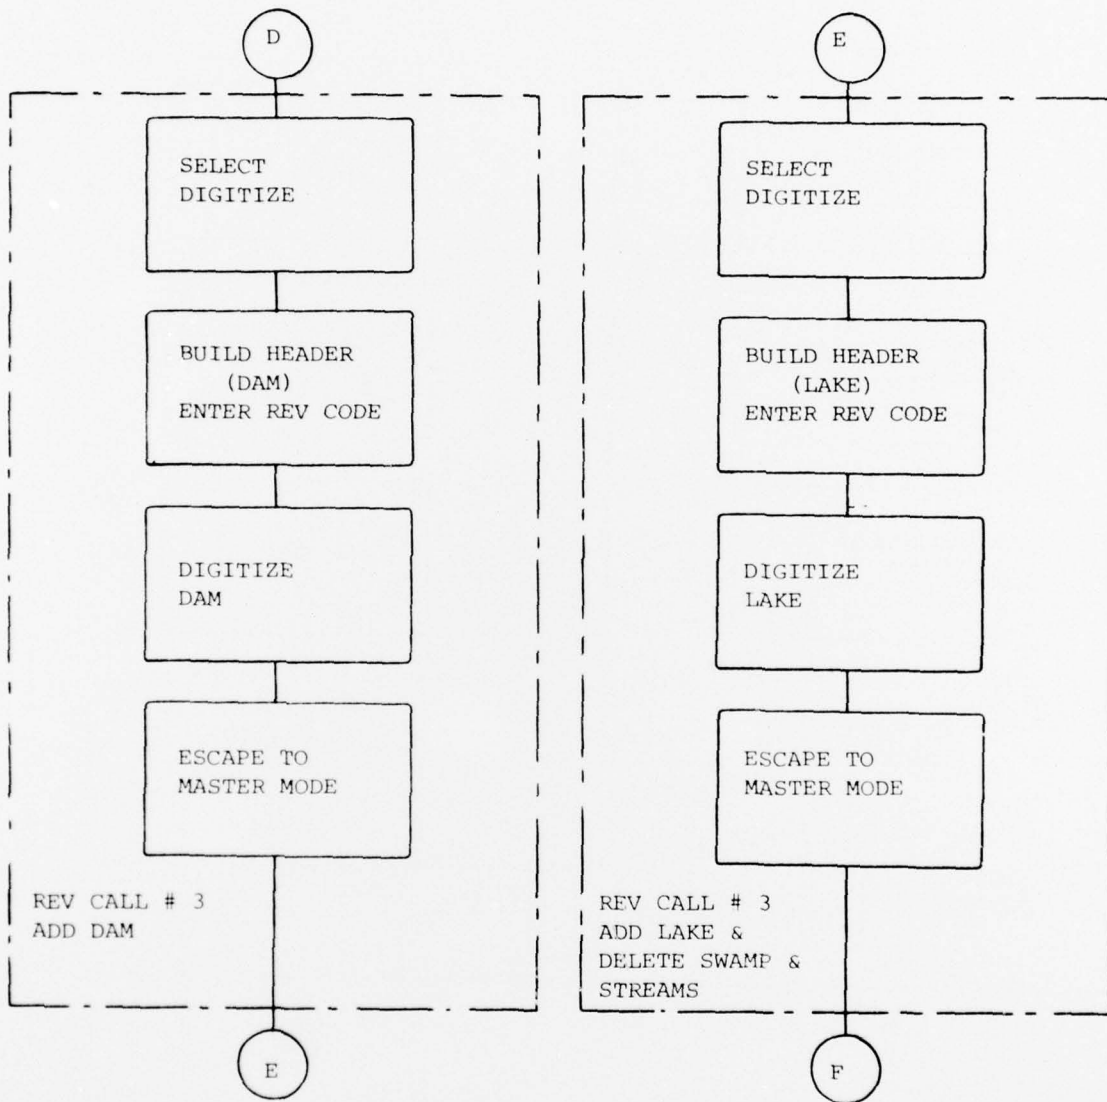 D
SELECT
DIGITIZE
BUILD HEADER
(DAM)
ENTER REV CODE
DIGITIZE
DAM
ESCAPE TO
MASTER MODE
REV CALL # 3
ADD DAM
E
E
SELECT
DIGITIZE
BUILD HEADER
(LAKE)
ENTER REV CODE
DIGITIZE
LAKE
ESCAPE TO
MASTER MODE
REV CALL # 3
ADD LAKE &
DELETE SWAMP &
STREAMS
F